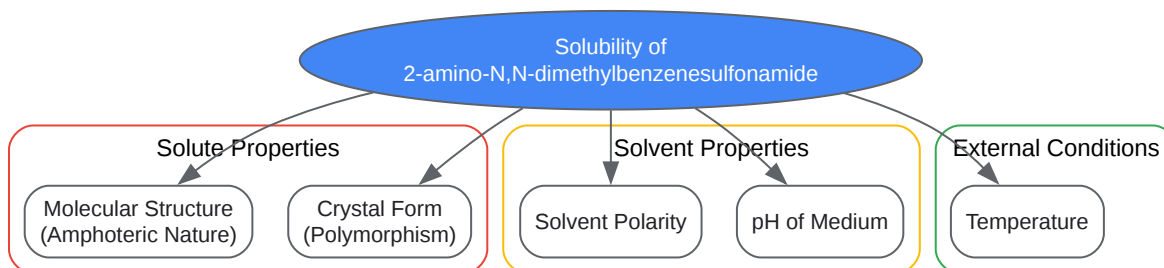 Solubility of
2-amino-N,N-dimethylbenzenesulfonamide
Solute Properties
Solvent Properties
External Conditions
Molecular Structure
(Amphoteric Nature)
Crystal Form
(Polymorphism)
Solvent Polarity
pH of Medium
Temperature